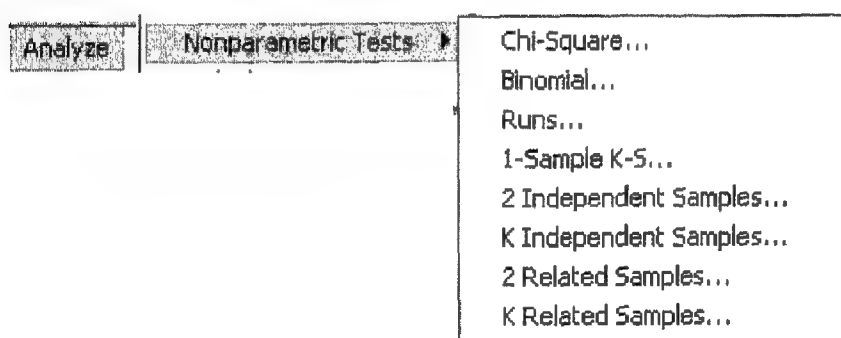 Analyze
Nonparametric Tests
Chi-Square...
Binomial...
Runs...
1-Sample K-S...
2 Independent Samples...
K Independent Samples...
2 Related Samples...
K Related Samples...